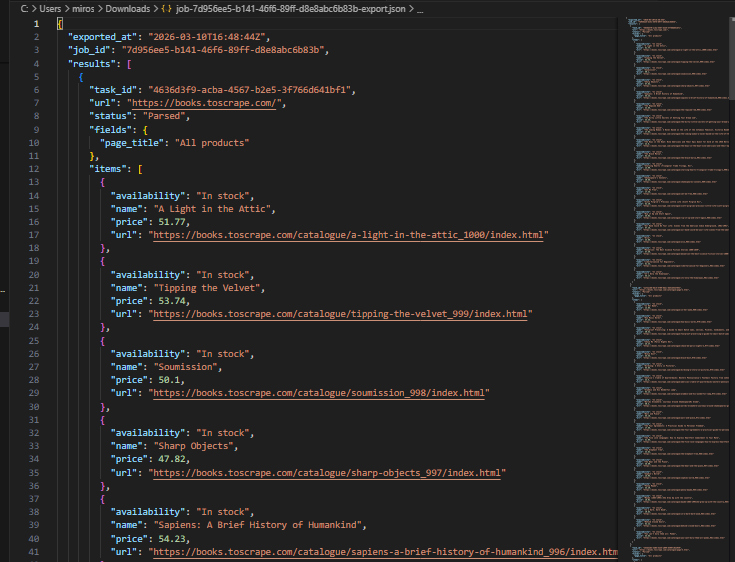 C: > Users > miros > Downloads > {} job-7d956ee5-b141-46f6-89ff-d8e8abc6b83b-export.json > ...
1 {
2 "exported_at": "2026-03-10T16:48:44Z",
3 "job_id": "7d956ee5-b141-46f6-89ff-d8e8abc6b83b",
4 "results": [
5 {
6 "task_id": "4636d3f9-acba-4567-b2e5-3f766d641bf1",
7 "url": "https://books.toscrape.com/",
8 "status": "Parsed",
9 "fields": {
10 "page_title": "All products"
11 },
12 "items": [
13 {
14 "availability": "In stock",
15 "name": "A Light in the Attic",
16 "price": 51.77,
17 "url": "https://books.toscrape.com/catalogue/a-light-in-the-attic_1000/index.html"
18 },
19 {
20 "availability": "In stock",
21 "name": "Tipping the Velvet",
22 "price": 53.74,
23 "url": "https://books.toscrape.com/catalogue/tipping-the-velvet_999/index.html"
24 },
25 {
26 "availability": "In stock",
27 "name": "Soumission",
28 "price": 50.1,
29 "url": "https://books.toscrape.com/catalogue/soumission_998/index.html"
30 },
31 {
32 "availability": "In stock",
33 "name": "Sharp Objects",
34 "price": 47.82,
35 "url": "https://books.toscrape.com/catalogue/sharp-objects_997/index.html"
36 },
37 {
38 "availability": "In stock",
39 "name": "Sapiens: A Brief History of Humankind",
40 "price": 54.23,
41 "url": "https://books.toscrape.com/catalogue/sapiens-a-brief-history-of-humankind_996/index.htm